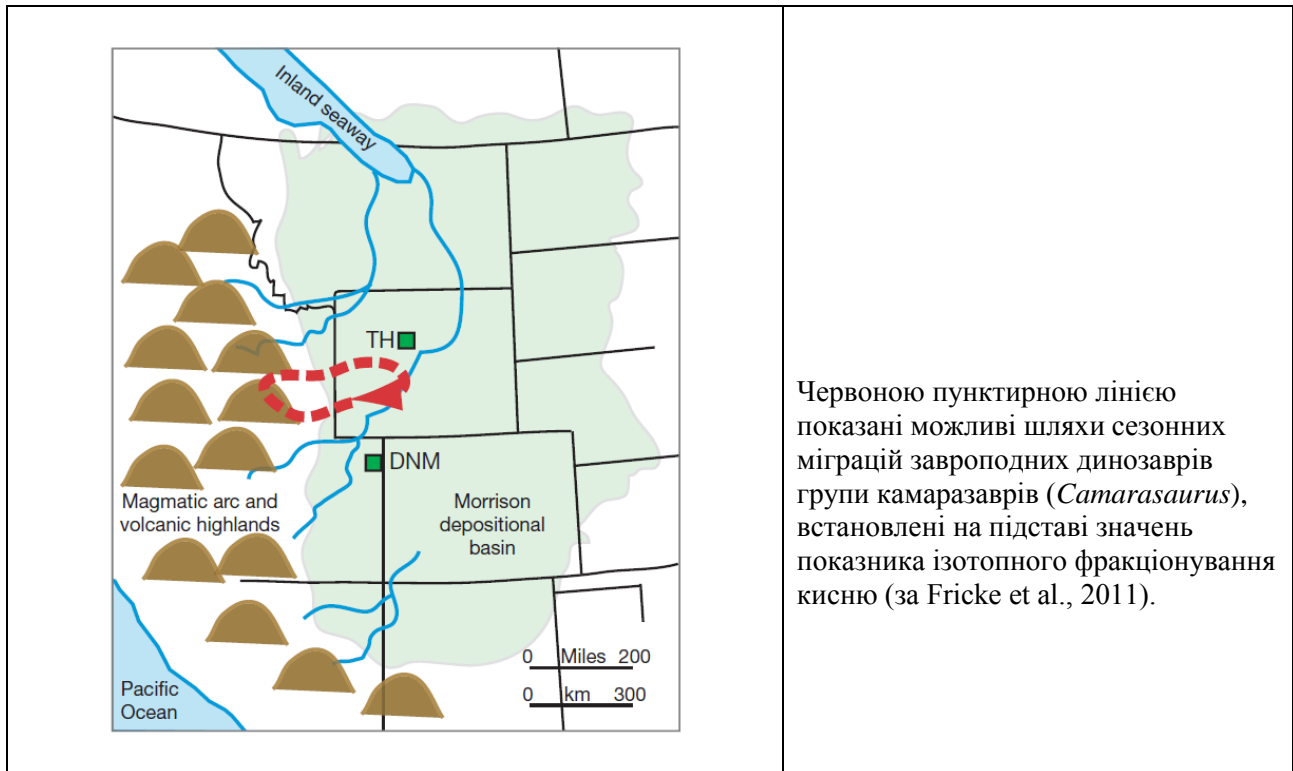 Inland seaway
TH
DNM
Magmatic arc and
volcanic highlands
Morrison
depositional
basin
0 Miles 200
0 km 300
Pacific
Ocean
Червоною пунктирною лінією
показані можливі шляхи сезонних
міграцій завроподних динозаврів
групи камаразаврів (Camarasaurus),
встановлені на підставі значень
показника ізотопного фракціонування
кисню (за Fricke et al., 2011).